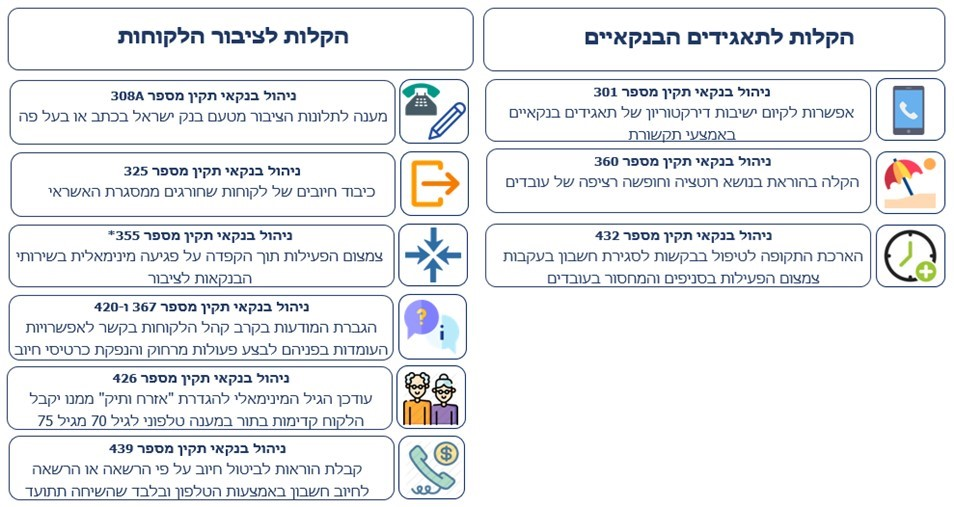 הקלות לתאגידים הבנקאיים
ניהול בנקאי תקין מספר 301
אפשרות לקיום ישיבות דירקטוריון של תאגידים בנקאיים
באמצעי תקשורת
ניהול בנקאי תקין מספר 360
הקלה בהוראת בנושא רוטציה וחופשה רציפה של עובדים
ניהול בנקאי תקין מספר 432
הארכת התקופה לטיפול בבקשות לסגירת חשבון בעקבות
צמצום הפעילות בסניפים והמחסור בעובדים
הקלות לציבור הלקוחות
ניהול בנקאי תקין מספר 308A
מענה לתלונות הציבור מטעם בנק ישראל בכתב או בעל פה
ניהול בנקאי תקין מספר 325
כיבוד חיובים של לקוחות שחורגים ממסגרת האשראי
ניהול בנקאי תקין מספר 355*
צמצום הפעילות תוך הקפדה על פגיעה מינימאלית בשירותי
הבנקאות לציבור
ניהול בנקאי תקין מספר 367 ו-420
הגברת המודעות בקרב קהל הלקוחות בקשר לאפשרויות
העומדות בפניהם לבצע פעולות מרחוק והנפקת כרטיסי חיוב
ניהול בנקאי תקין מספר 426
עודכן הגיל המינימאלי להגדרת "אזרח ותיק" ממנו יקבל
הלקוח קדימות בתור במענה טלפוני לגיל 70 מגיל 75
ניהול בנקאי תקין מספר 439
קבלת הוראות לביטול חיוב על פי הרשאה או הרשאה
לחיוב חשבון באמצעות הטלפון ובלבד שהשיחה תתועד